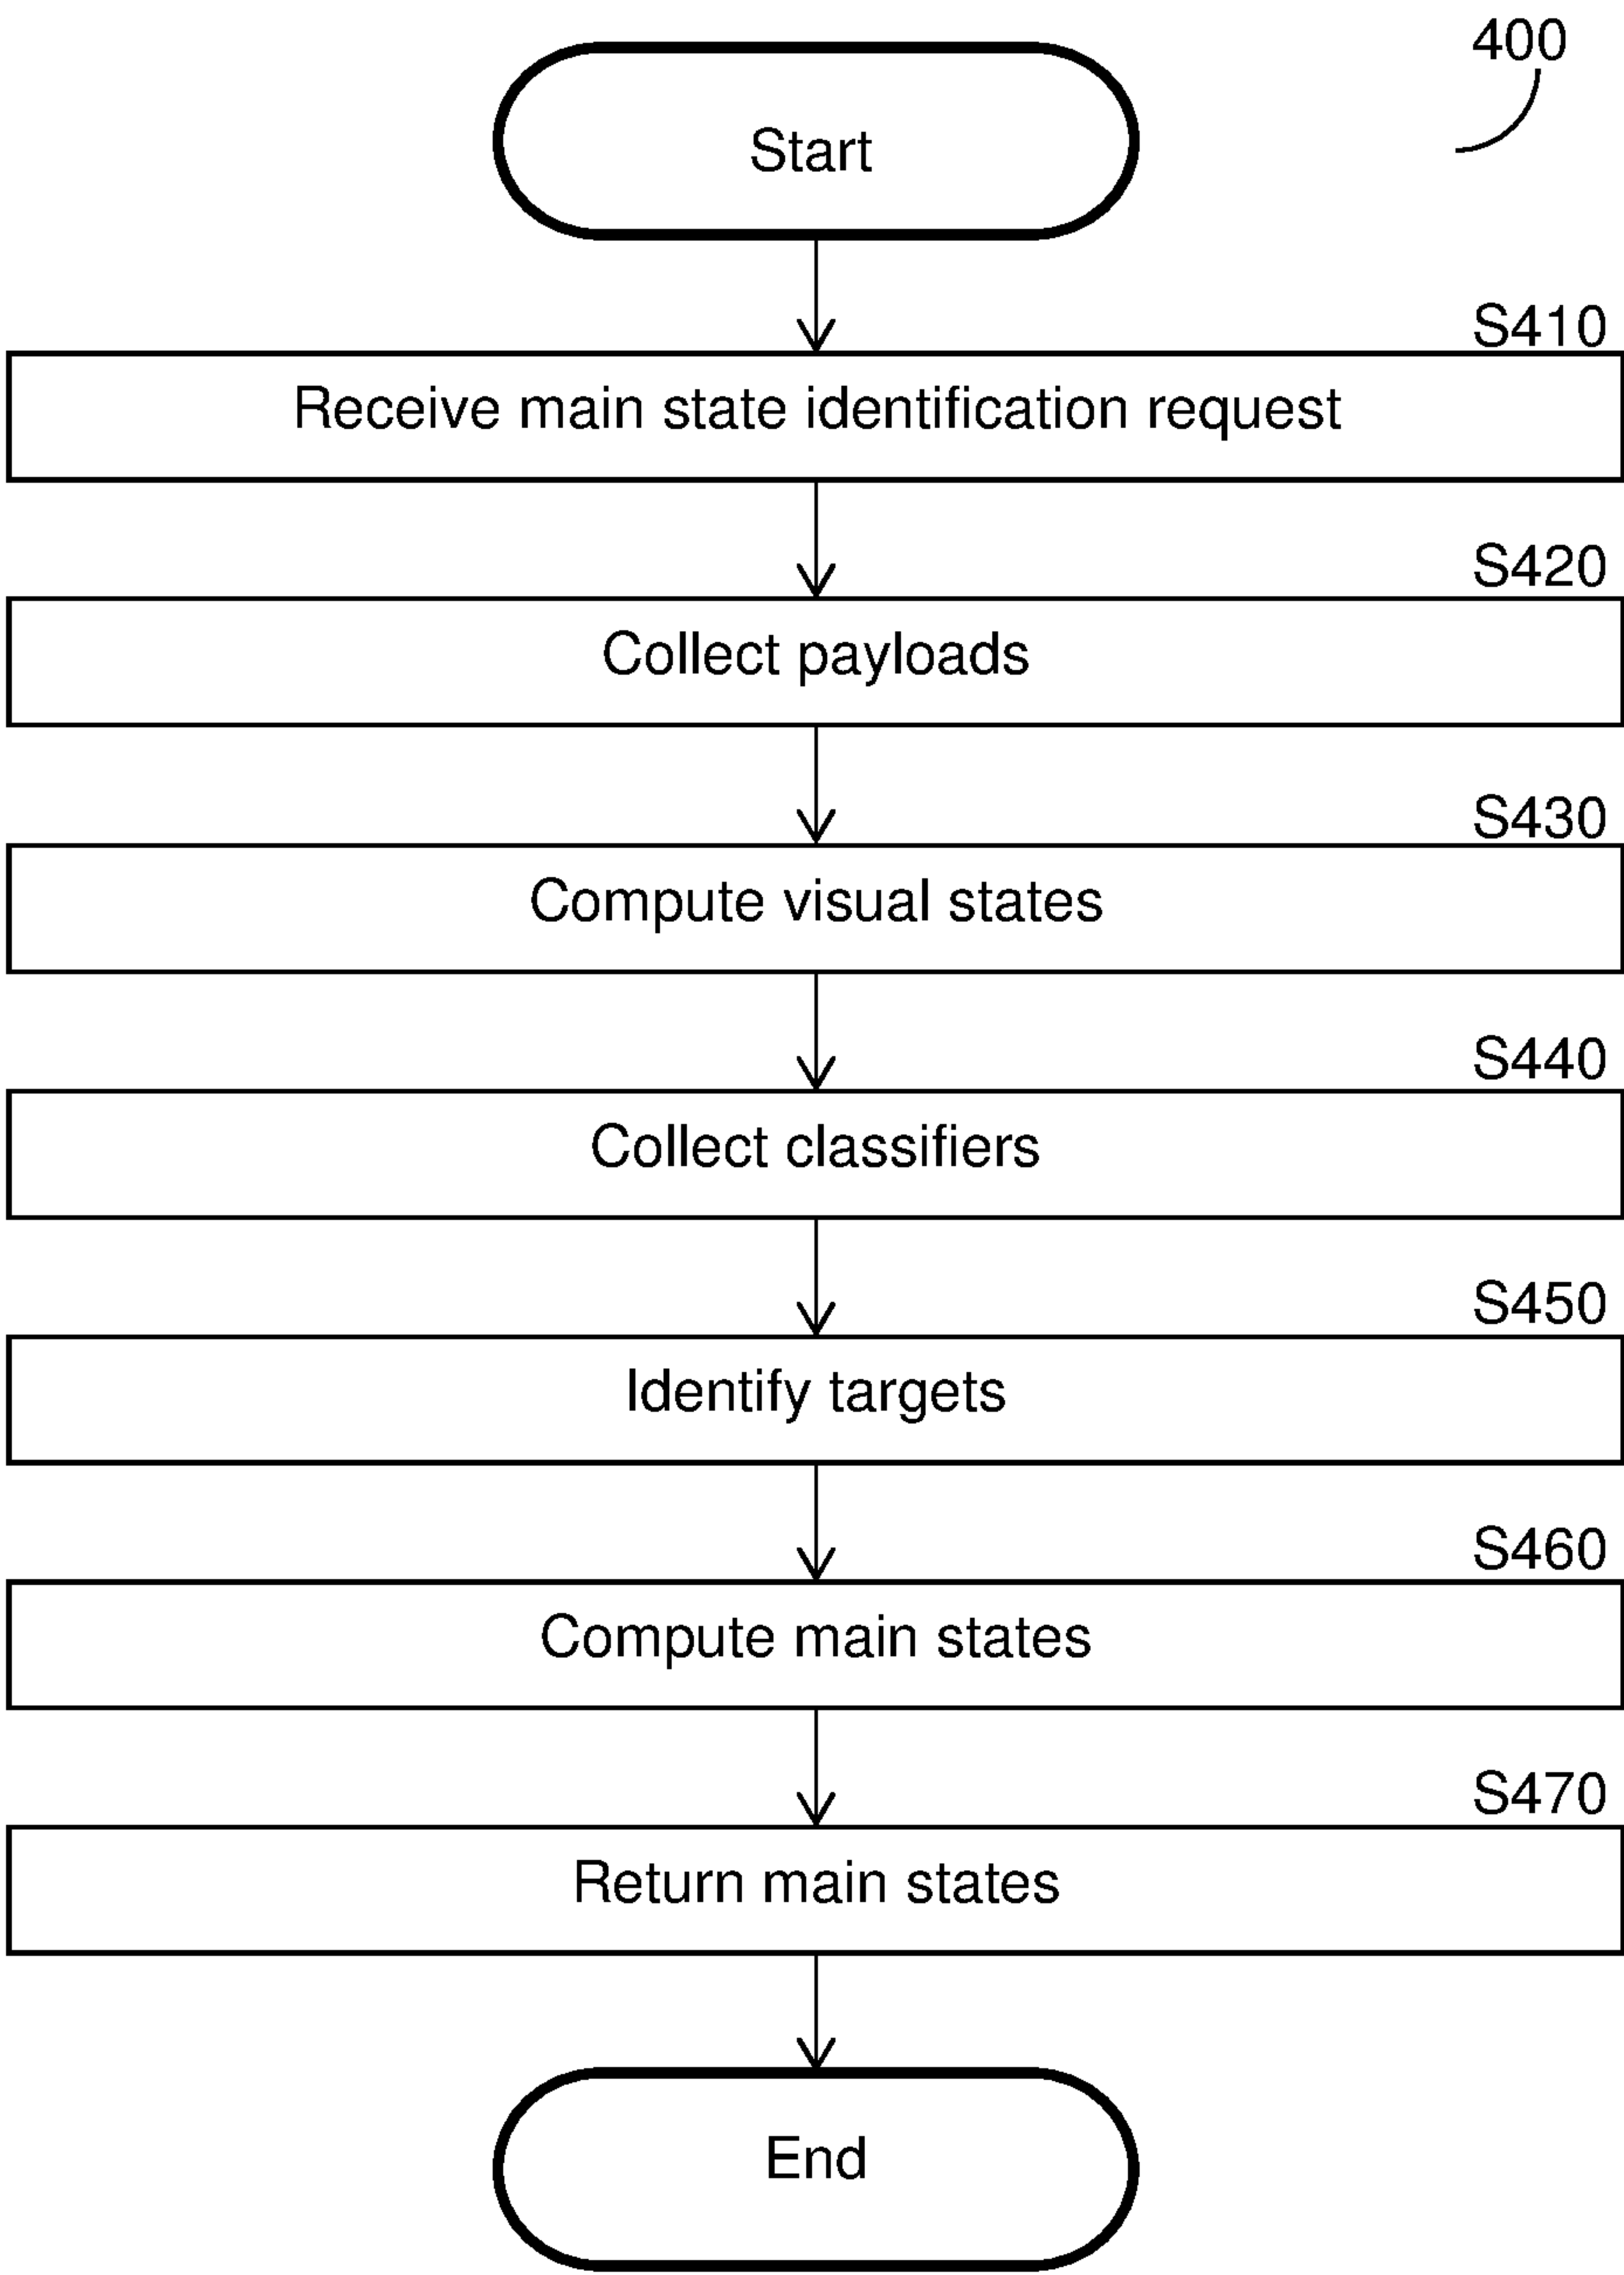 400
Start
S410
Receive main state identification request
S420
Collect payloads
S430
Compute visual states
S440
Collect classifiers
S450
Identify targets
S460
Compute main states
S470
Return main states
End